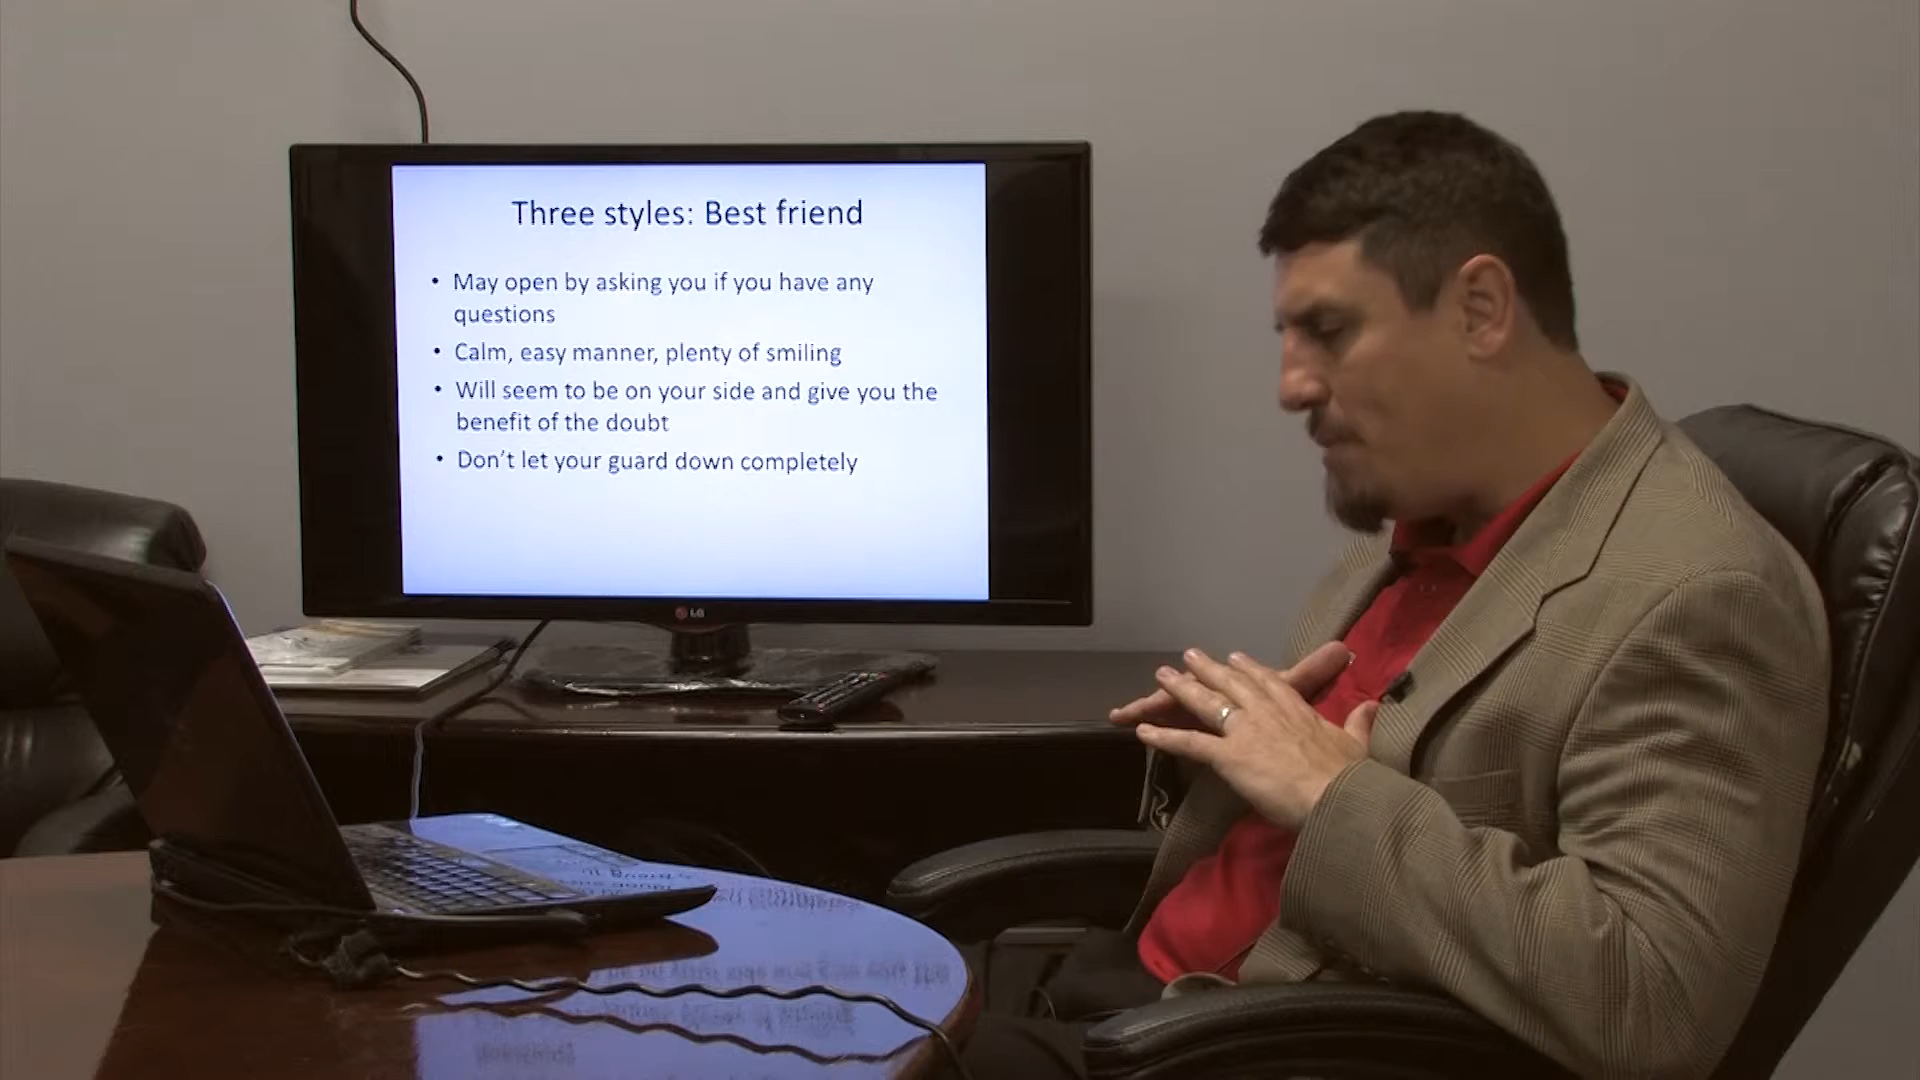 Three styles: Best friend
• May open by asking you if you have any
questions
• Calm, easy manner, plenty of smiling
• Will seem to be on your side and give you the
benefit of the doubt
• Don't let your guard down completely
LG